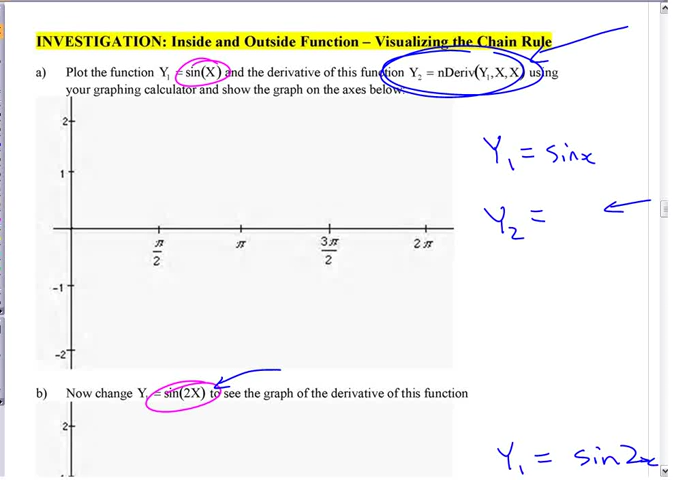 INVESTIGATION: Inside and Outside Function – Visualizing the Chain Rule
a) Plot the function Y₁ = sin(X) and the derivative of this function Y₂ = nDeriv(Y₁, X, X) using
your graphing calculator and show the graph on the axes below.
2
Y₁ = sinx
1
Y₂ =
π/2 π 3π/2 2π
-1
-2
b) Now change Y₁ = sin(2X) to see the graph of the derivative of this function
2
Y₁ = sin2x